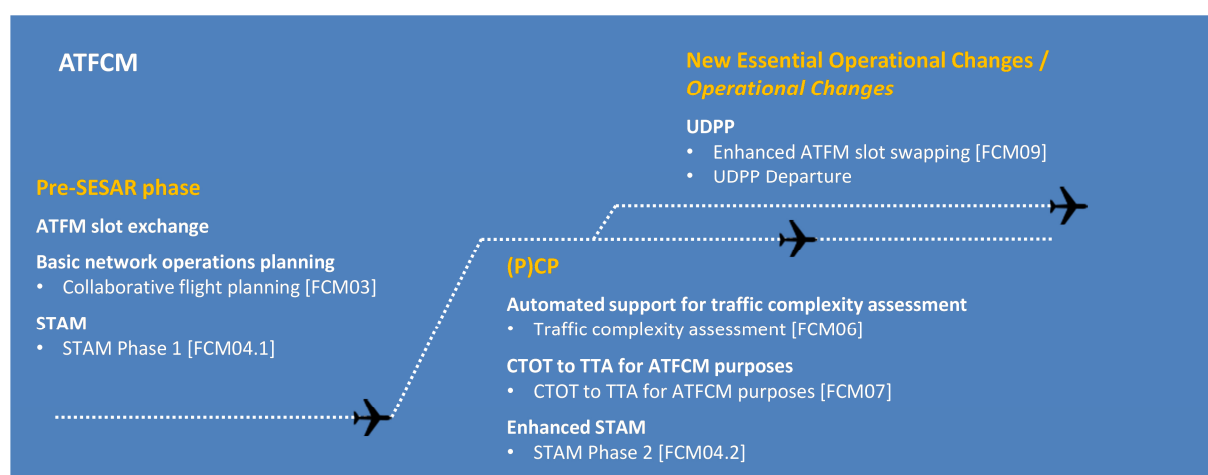 ATFCM
Pre-SESAR phase
ATFM slot exchange
Basic network operations planning
• Collaborative flight planning [FCM03]
STAM
• STAM Phase 1 [FCM04.1]
(P)CP
Automated support for traffic complexity assessment
• Traffic complexity assessment [FCM06]
CTOT to TTA for ATFCM purposes
• CTOT to TTA for ATFCM purposes [FCM07]
Enhanced STAM
• STAM Phase 2 [FCM04.2]
New Essential Operational Changes /
Operational Changes
UDPP
• Enhanced ATFM slot swapping [FCM09]
• UDPP Departure